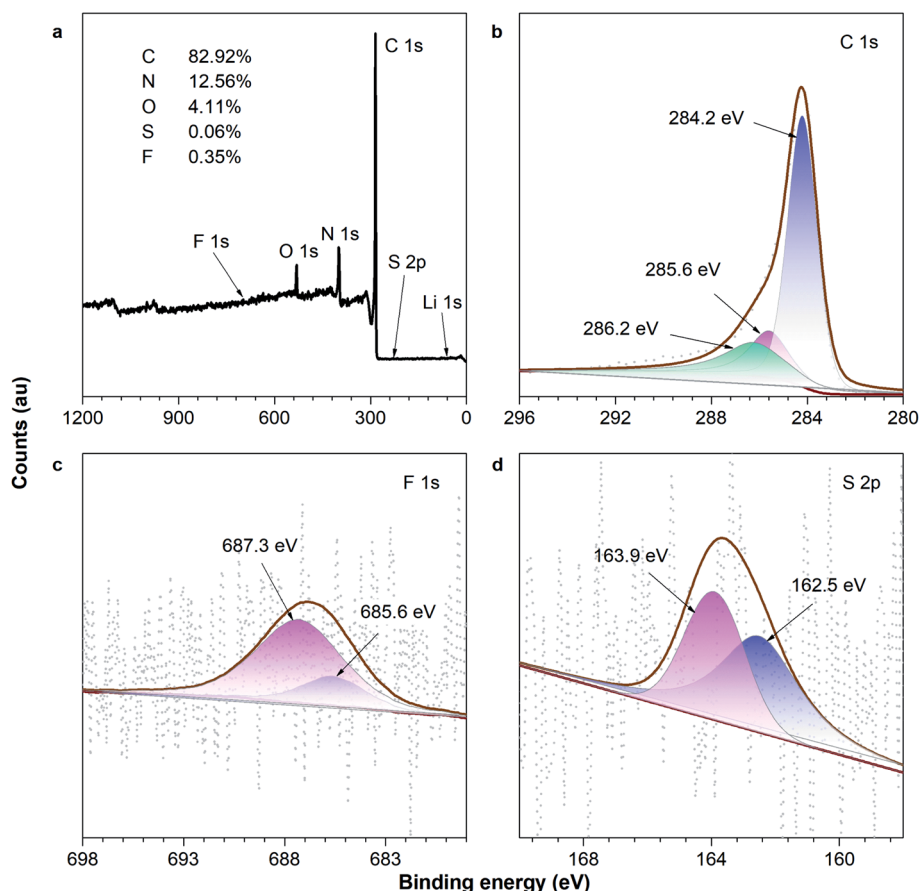 a
C 82.92%
N 12.56%
O 4.11%
S 0.06%
F 0.35%
C 1s
F 1s
O 1s
N 1s
S 2p
Li 1s
1200 900 600 300 0
b
C 1s
284.2 eV
285.6 eV
286.2 eV
296 292 288 284 280
Counts (au)
c
F 1s
687.3 eV
685.6 eV
698 693 688 683
d
S 2p
163.9 eV
162.5 eV
168 164 160
Binding energy (eV)